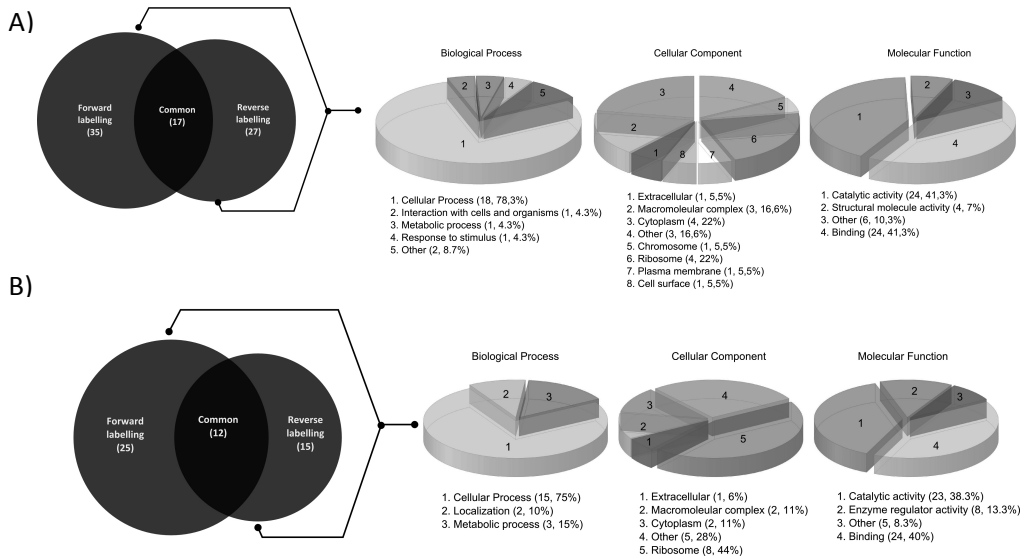 A)
Forward
labelling
(35)
Common
(17)
Reverse
labelling
(27)
Biological Process
1
2
3
4
5
1. Cellular Process (18, 78,3%)
2. Interaction with cells and organisms (1, 4.3%)
3. Metabolic process (1, 4.3%)
4. Response to stimulus (1, 4.3%)
5. Other (2, 8.7%)
Cellular Component
1
2
3
4
5
6
7
8
1. Extracellular (1, 5,5%)
2. Macromolecular complex (3, 16,6%)
3. Cytoplasm (4, 22%)
4. Other (3, 16,6%)
5. Chromosome (1, 5,5%)
6. Ribosome (4, 22%)
7. Plasma membrane (1, 5,5%)
8. Cell surface (1, 5,5%)
Molecular Function
1
2
3
4
1. Catalytic activity (24, 41,3%)
2. Structural molecule activity (4, 7%)
3. Other (6, 10,3%)
4. Binding (24, 41,3%)
B)
Forward
labelling
(25)
Common
(12)
Reverse
labelling
(15)
Biological Process
1
2
3
1. Cellular Process (15, 75%)
2. Localization (2, 10%)
3. Metabolic process (3, 15%)
Cellular Component
1
2
3
4
5
1. Extracellular (1, 6%)
2. Macromolecular complex (2, 11%)
3. Cytoplasm (2, 11%)
4. Other (5, 28%)
5. Ribosome (8, 44%)
Molecular Function
1
2
3
4
1. Catalytic activity (23, 38.3%)
2. Enzyme regulator activity (8, 13.3%)
3. Other (5, 8.3%)
4. Binding (24, 40%)